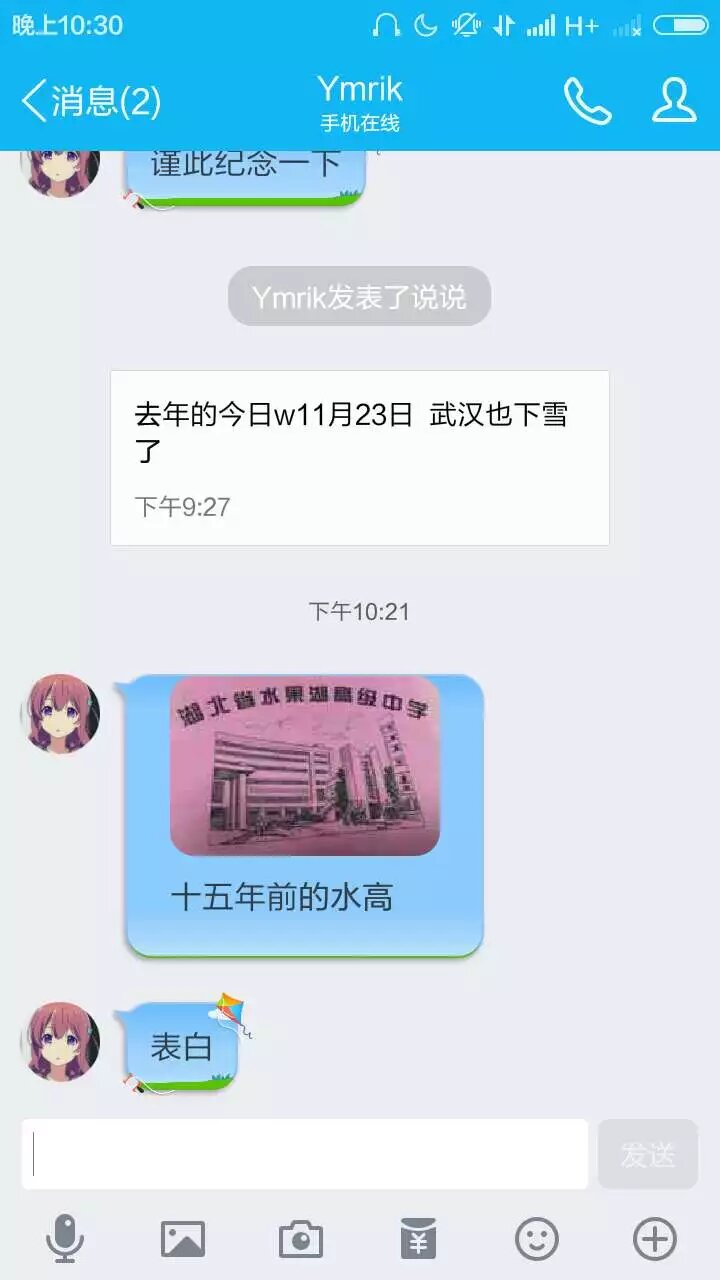 晚上10:30
H+
消息(2)
Ymrik
手机在线
谨此纪念一下
Ymrik发表了说说
去年的今日w11月23日 武汉也下雪
了
下午9:27
下午10:21
湖北省水果湖高级中学
十五年前的水高
表白
发送